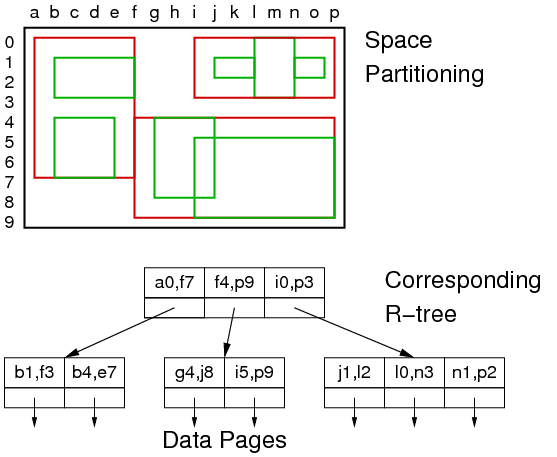 a b c d e f g h i j k l m n o p
0
1
2
3
4
5
6
7
8
9
Space
Partitioning
a0,f7 f4,p9 i0,p3
Corresponding
R-tree
b1,f3 b4,e7 g4,j8 i5,p9 j1,l2 l0,n3 n1,p2
Data Pages